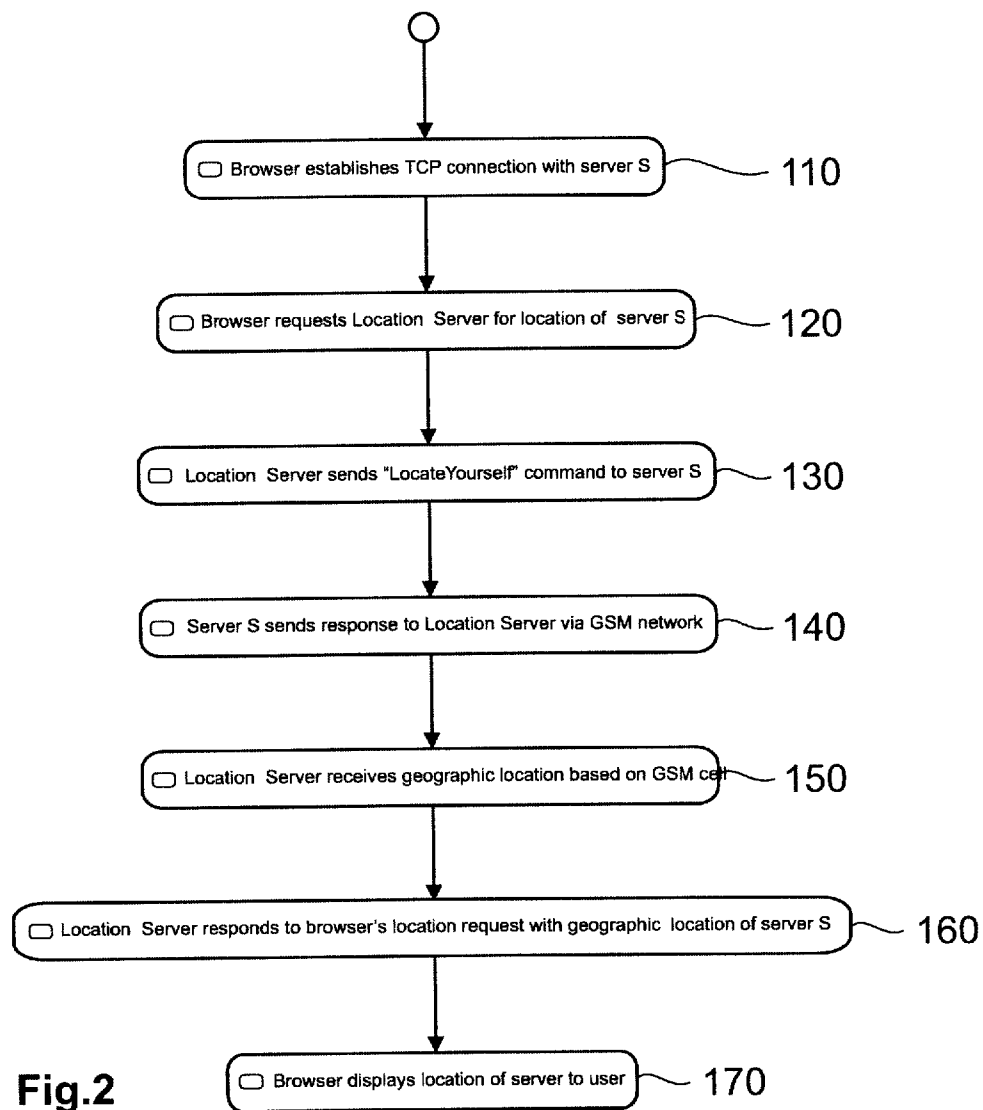 Browser establishes TCP connection with server S
110
Browser requests Location Server for location of server S
120
Location Server sends "LocateYourself" command to server S
130
Server S sends response to Location Server via GSM network
140
Location Server receives geographic location based on GSM cell
150
Location Server responds to browser's location request with geographic location of server S
160
Browser displays location of server to user
170
Fig.2